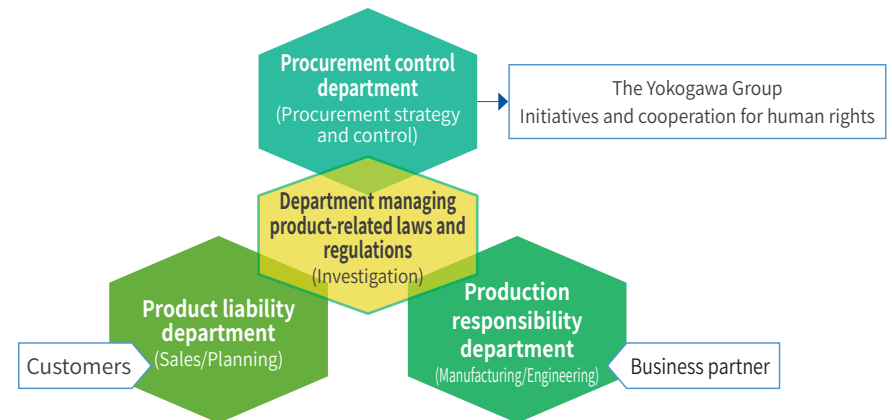 Procurement control
department
(Procurement strategy
and control)
The Yokogawa Group
Initiatives and cooperation for human rights
Department managing
product-related laws and
regulations
(Investigation)
Product liability
department
(Sales/Planning)
Customers
Production
responsibility
department
(Manufacturing/Engineering)
Business partner